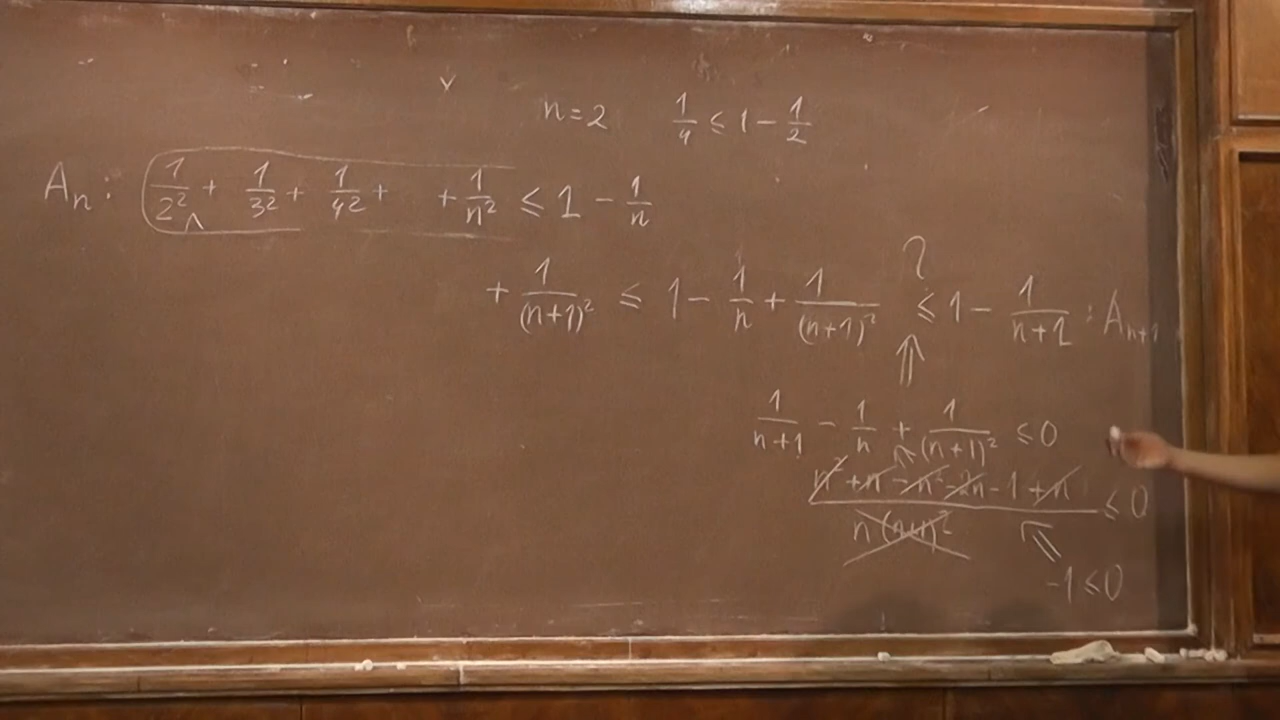 n=2 1/4 ≤ 1 - 1/2
Aₙ: 1/2² + 1/3² + 1/4² + + 1/n² ≤ 1 - 1/n
+ 1/(n+1)² ≤ 1 - 1/n + 1/(n+1)² ≤ 1 - 1/(n+1) : Aₙ₊₁
?
⇑
1/(n+1) - 1/n + 1/(n+1)² ≤ 0
⇑
(n² + n - n² - 2n - 1 + n)/(n(n+1)²) ≤ 0
⇑
-1 ≤ 0